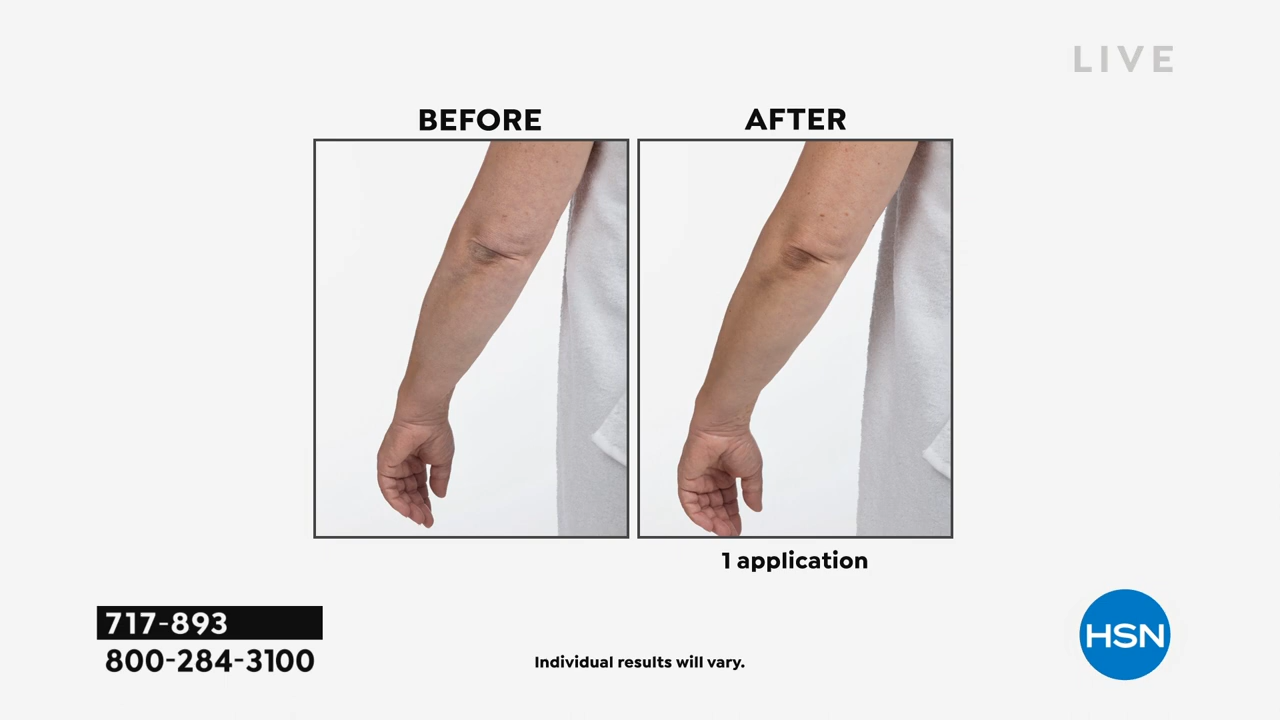 LIVE
BEFORE
AFTER
1 application
717-893
800-284-3100
Individual results will vary.
HSN